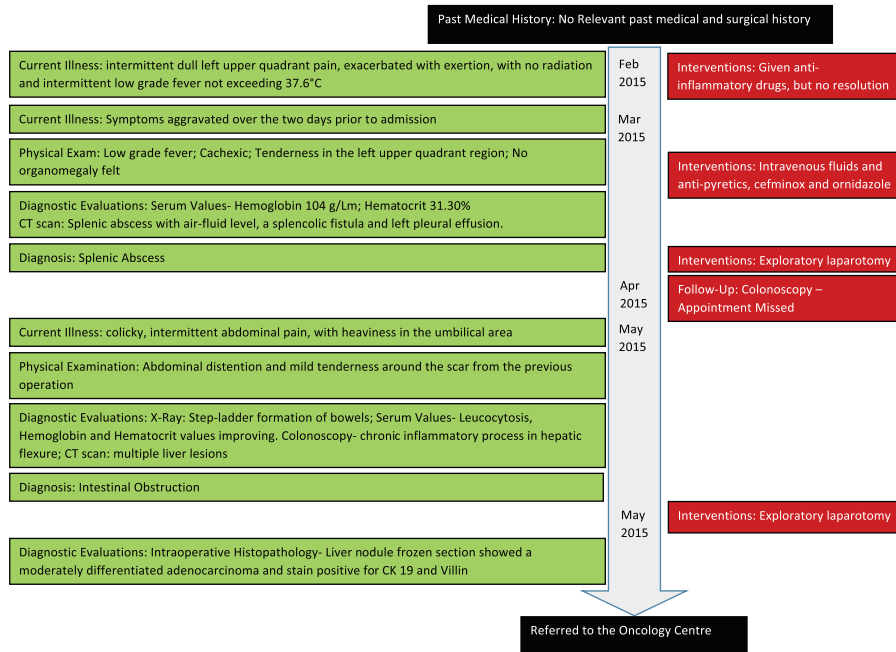 Past Medical History: No Relevant past medical and surgical history
Current Illness: intermittent dull left upper quadrant pain, exacerbated with exertion, with no radiation
and intermittent low grade fever not exceeding 37.6°C
Feb
2015
Interventions: Given anti-
inflammatory drugs, but no resolution
Current Illness: Symptoms aggravated over the two days prior to admission
Mar
2015
Physical Exam: Low grade fever; Cachexic; Tenderness in the left upper quadrant region; No
organomegaly felt
Interventions: Intravenous fluids and
anti-pyretics, cefminox and ornidazole
Diagnostic Evaluations: Serum Values- Hemoglobin 104 g/Lm; Hematocrit 31.30%
CT scan: Splenic abscess with air-fluid level, a splencolic fistula and left pleural effusion.
Diagnosis: Splenic Abscess
Interventions: Exploratory laparotomy
Apr
2015
Follow-Up: Colonoscopy –
Appointment Missed
Current Illness: colicky, intermittent abdominal pain, with heaviness in the umbilical area
May
2015
Physical Examination: Abdominal distention and mild tenderness around the scar from the previous
operation
Diagnostic Evaluations: X-Ray: Step-ladder formation of bowels; Serum Values- Leucocytosis,
Hemoglobin and Hematocrit values improving. Colonoscopy- chronic inflammatory process in hepatic
flexure; CT scan: multiple liver lesions
Diagnosis: Intestinal Obstruction
May
2015
Interventions: Exploratory laparotomy
Diagnostic Evaluations: Intraoperative Histopathology- Liver nodule frozen section showed a
moderately differentiated adenocarcinoma and stain positive for CK 19 and Villin
Referred to the Oncology Centre